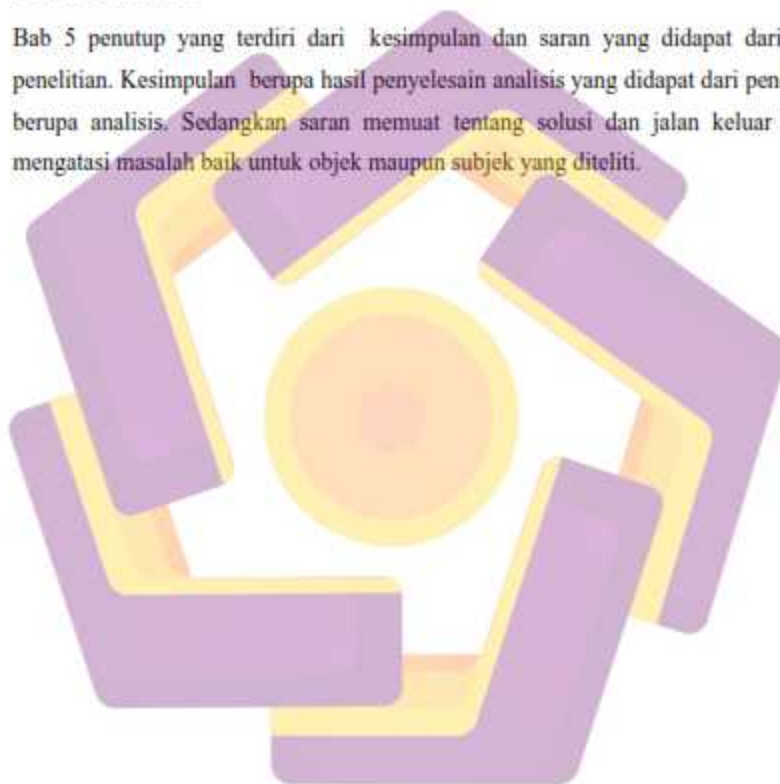 Bab 5 penutup yang terdiri dari kesimpulan dan saran yang didapat dari
penelitian. Kesimpulan berupa hasil penyelesain analisis yang didapat dari
berupa analisis. Sedangkan saran memuat tentang solusi dan jalan keluar
mengatasi masalah baik untuk objek maupun subjek yang diteliti.